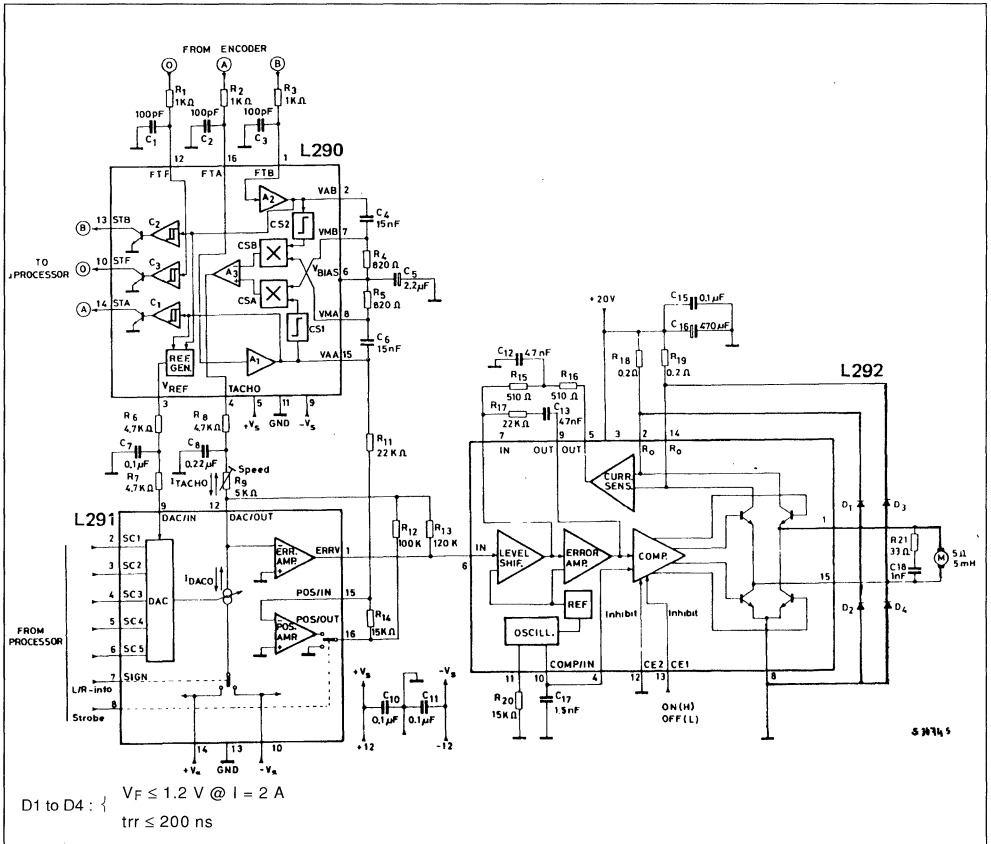 FROM ENCODER
O A B
R1 1KΩ
R2 1KΩ
R3 1KΩ
100pF C1
100pF C2
100pF C3
12 16 1
L290
FTF FTA FTB
A2
VAB 2
C4 15nF
CS2
B 13 STB C2
CSB
VMB 7
R4 820Ω
TO
PROCESSOR
O 10 STF C3
A3
VBIAS 6
C5 2.2µF
CSA
R5 820Ω
A 14 STA C1
VMA 8
CS1
C6 15nF
REF. GEN.
A1
VAA 15
VREF TACHO
3 4 5 11 9
+Vs GND -Vs
R6 4.7KΩ
R8 4.7KΩ
C7 0.1µF
C8 0.22µF
R11 22KΩ
Speed
ITACHO
R9 5KΩ
R7 4.7KΩ
L291
9 12
DAC/IN DAC/OUT
R12 100K
R13 120K
2 SC1
3 SC2
4 SC3
5 SC4
6 SC5
DAC
IDACO
ERR. AMP.
ERRV 1
POS/IN 15
POS. AMP.
POS/OUT 16
R14 15KΩ
FROM
PROCESSOR
7 SIGN
L/R-info
8
Strobe
14 13 10
GND
+Vs -Vs
C10 0.1µF
C11 0.1µF
+12 -12
+20V
C15 0.1µF
C16 470µF
C12 47nF
R15 510Ω
R16 510Ω
R17 22KΩ
C13 47nF
R18 0.2Ω
R19 0.2Ω
L292
7 9 5 3 2 14
IN OUT Ro Ro
CURR. SENS.
IN 6
LEVEL SHIF.
ERROR AMP.
COMP.
REF
OSCILL.
Inhibit Inhibit
COMP/IN
CE2 CE1
11 10 4 12 13 8
R20 15KΩ
C17 1.5nF
ON(H)
OFF(L)
D1 D3
D2 D4
1
15
R21 33Ω
C18 1nF
M
5Ω
5mH
D1 to D4 : { VF ≤ 1.2 V @ I = 2 A
trr ≤ 200 ns